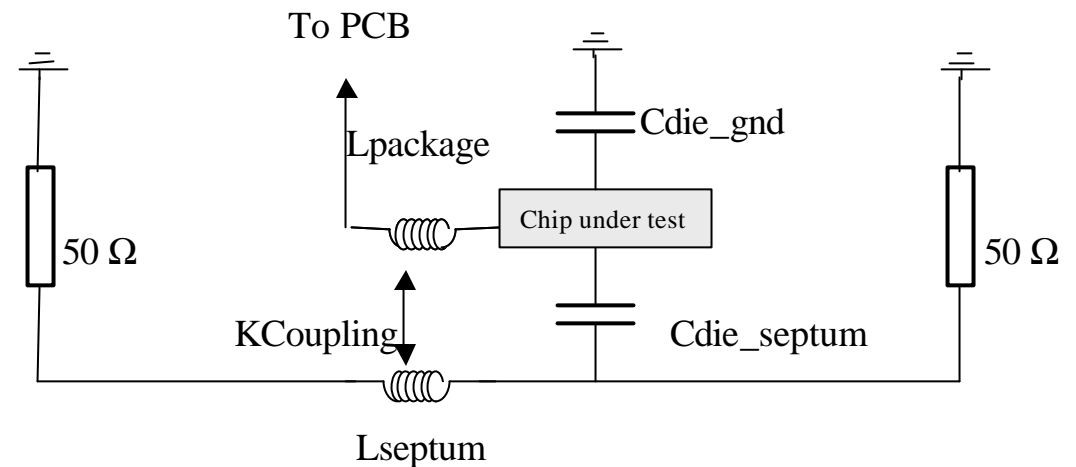 To PCB
Cdie_gnd
Lpackage
Chip under test
50 Ω
50 Ω
KCoupling
Cdie_septum
Lseptum